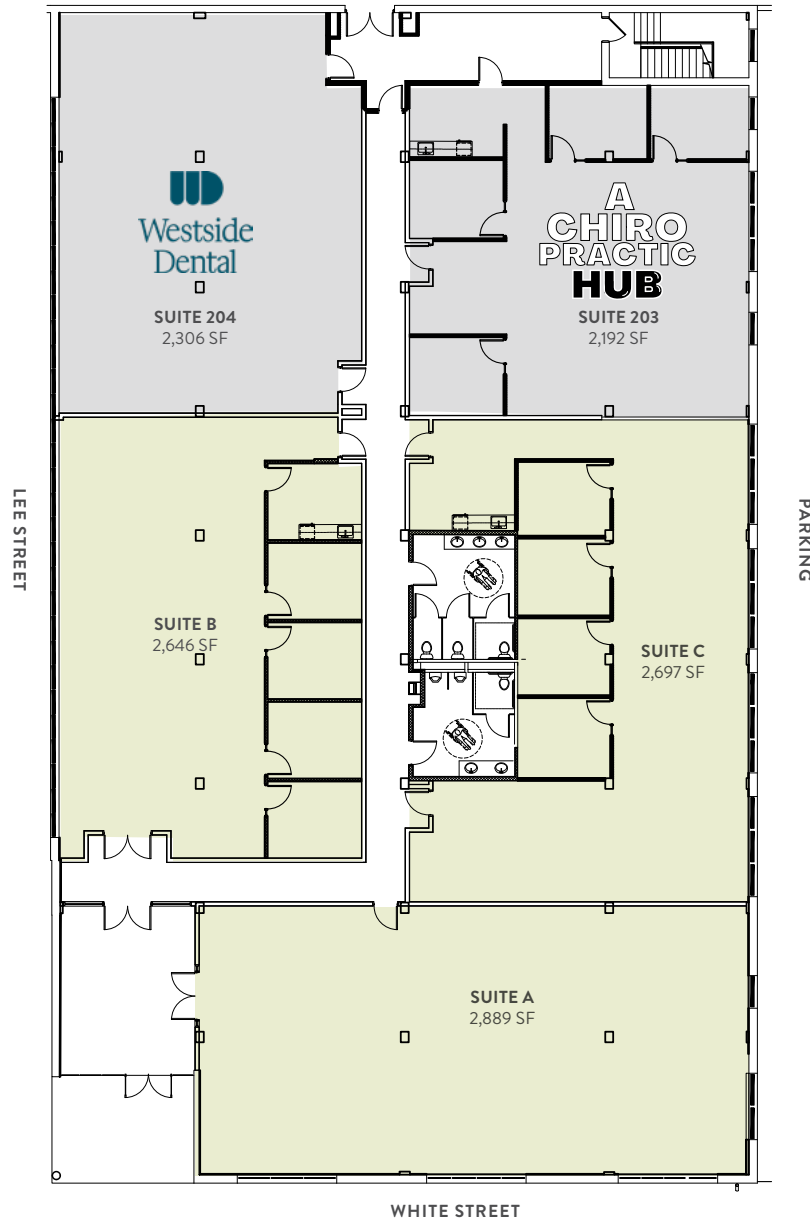 Westside
Dental
SUITE 204
2,306 SF
A
CHIRO
PRACTIC
HUB
SUITE 203
2,192 SF
LEE STREET
PARKING
SUITE B
2,646 SF
SUITE C
2,697 SF
SUITE A
2,889 SF
WHITE STREET